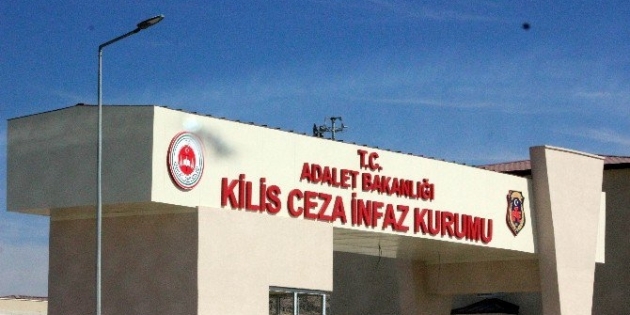 T.C.
ADALET BAKANLIĞI
KİLİS CEZA İNFAZ KURUMU